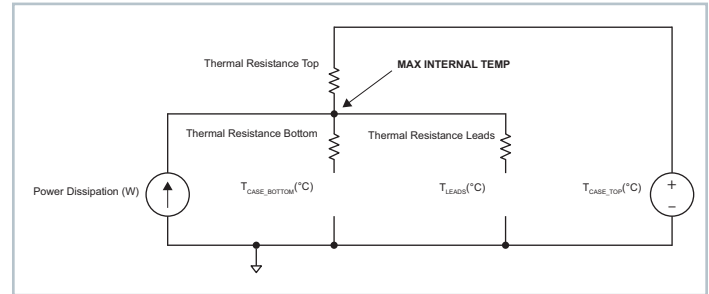 Thermal Resistance Top
MAX INTERNAL TEMP
Thermal Resistance Bottom
Thermal Resistance Leads
Power Dissipation (W)
T_CASE_BOTTOM(°C)
T_LEADS(°C)
T_CASE_TOP(°C)
+
–